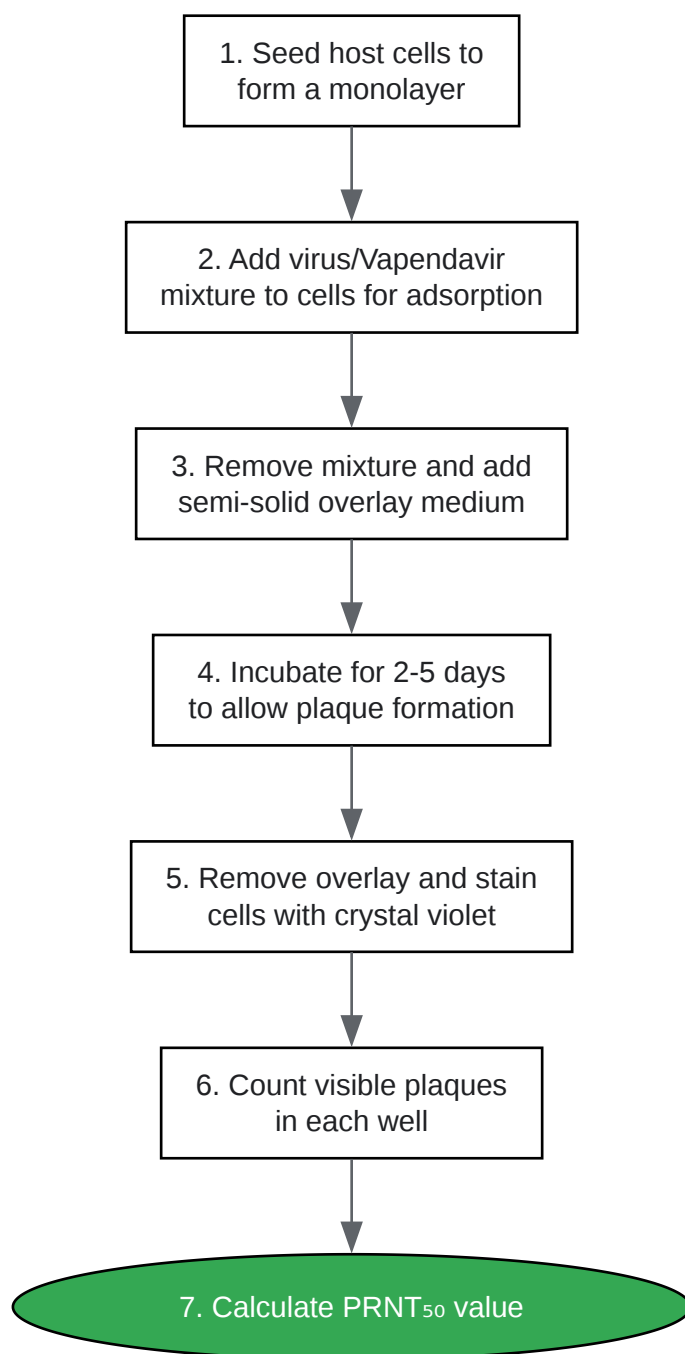 1. Seed host cells to
form a monolayer
2. Add virus/Vapendavir
mixture to cells for adsorption
3. Remove mixture and add
semi-solid overlay medium
4. Incubate for 2-5 days
to allow plaque formation
5. Remove overlay and stain
cells with crystal violet
6. Count visible plaques
in each well
7. Calculate PRNT₅₀ value